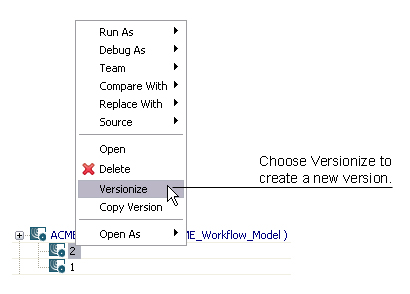 Run As
Debug As
Team
Compare With
Replace With
Source
Open
Delete
Versionize
Copy Version
Open As
Choose Versionize to
create a new version.
ACME ME_Workflow_Model )
2
1